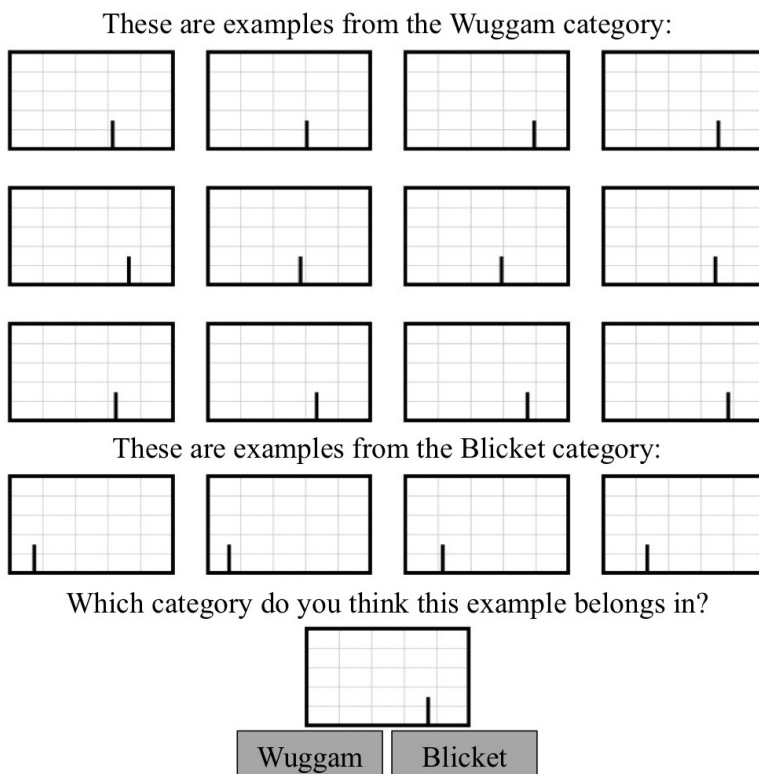 These are examples from the Wuggam category:
These are examples from the Blicket category:
Which category do you think this example belongs in?
Wuggam Blicket